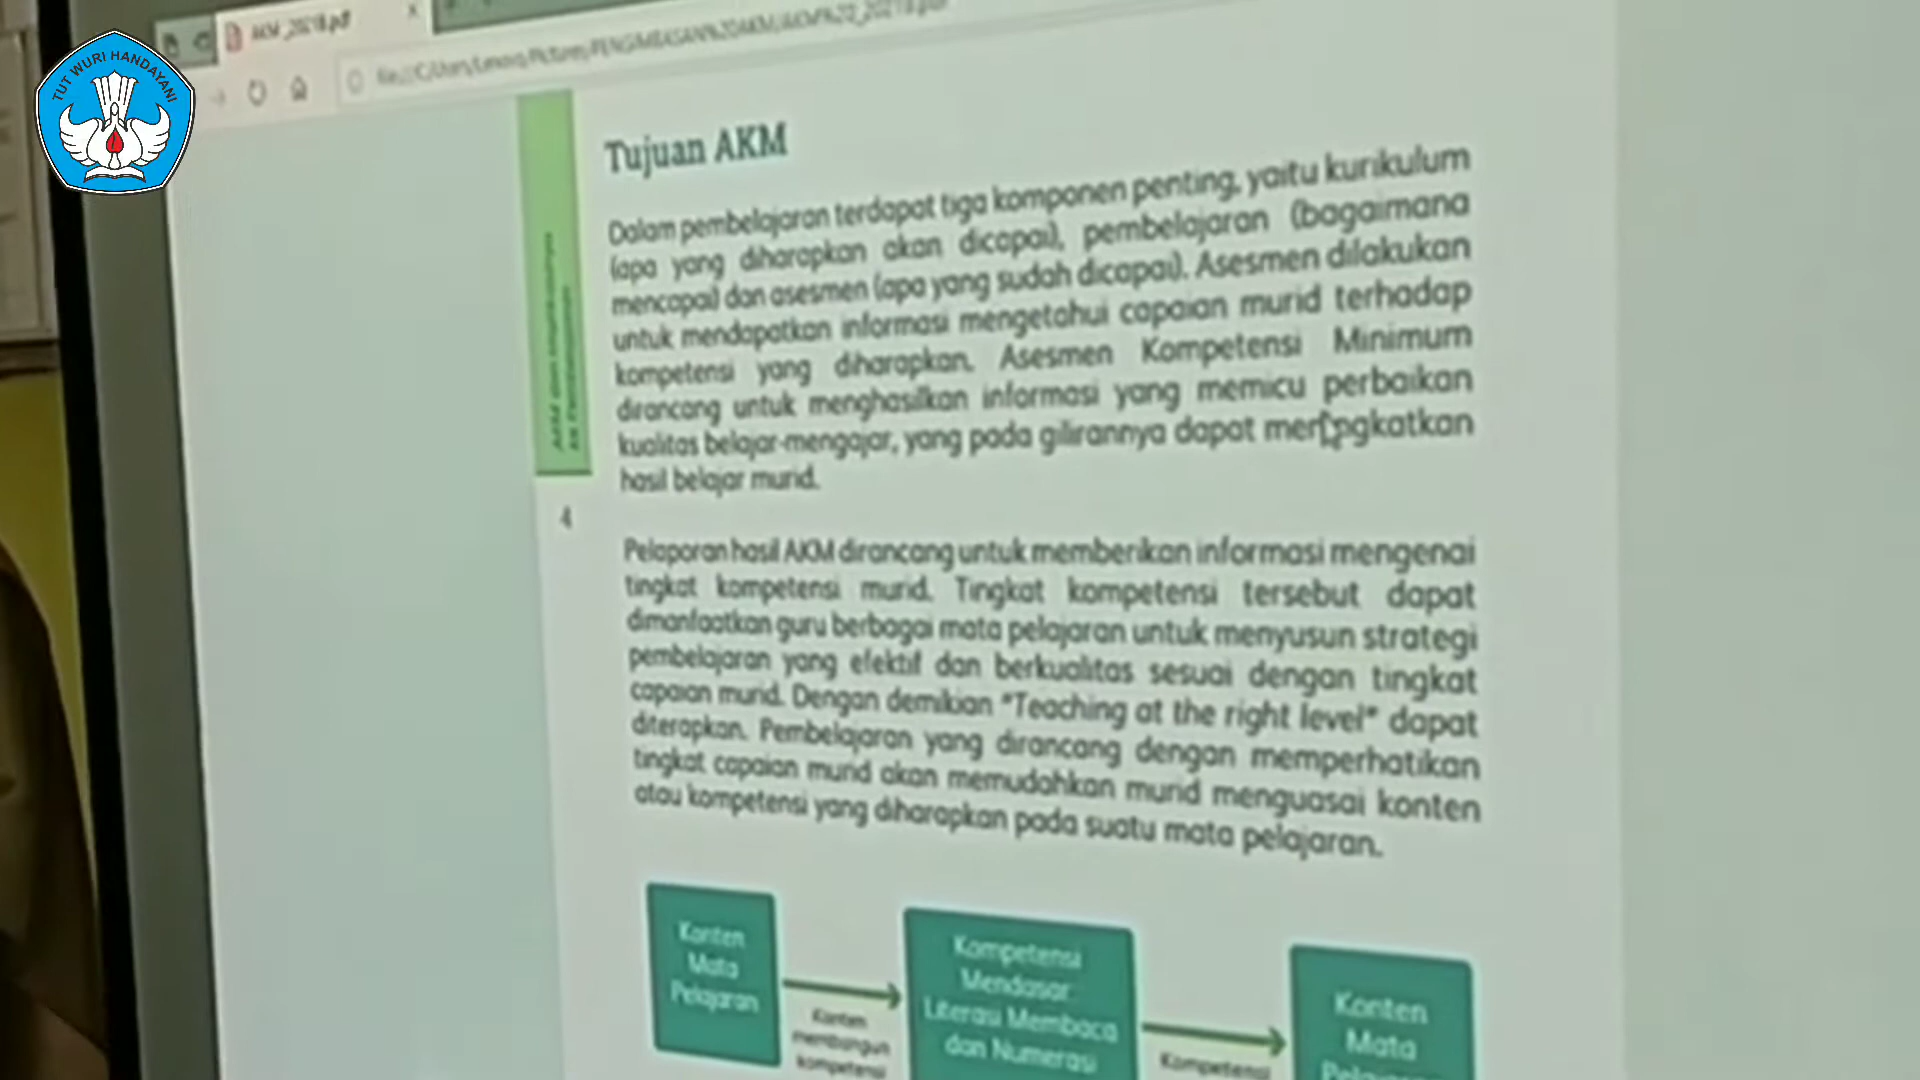 TUT WURI HANDAYANI
AKM_2021B.pdf
Tujuan AKM
Dalam pembelajaran terdapat tiga komponen penting, yaitu kurikulum
(apa yang diharapkan akan dicapai), pembelajaran (bagaimana
mencapai) dan asesmen (apa yang sudah dicapai). Asesmen dilakukan
untuk mendapatkan informasi mengetahui capaian murid terhadap
kompetensi yang diharapkan. Asesmen Kompetensi Minimum
dirancang untuk menghasilkan informasi yang memicu perbaikan
kualitas belajar-mengajar, yang pada gilirannya dapat meningkatkan
hasil belajar murid.
4
Pelaporan hasil AKM dirancang untuk memberikan informasi mengenai
tingkat kompetensi murid. Tingkat kompetensi tersebut dapat
dimanfaatkan guru berbagai mata pelajaran untuk menyusun strategi
pembelajaran yang efektif dan berkualitas sesuai dengan tingkat
capaian murid. Dengan demikian "Teaching at the right level" dapat
diterapkan. Pembelajaran yang dirancang dengan memperhatikan
tingkat capaian murid akan memudahkan murid menguasai konten
atau kompetensi yang diharapkan pada suatu mata pelajaran.
Konten
Mata
Pelajaran
Konten
membangun
kompetensi
Kompetensi
Mendasar
Literasi Membaca
dan Numerasi
Kompetensi
Konten
Mata